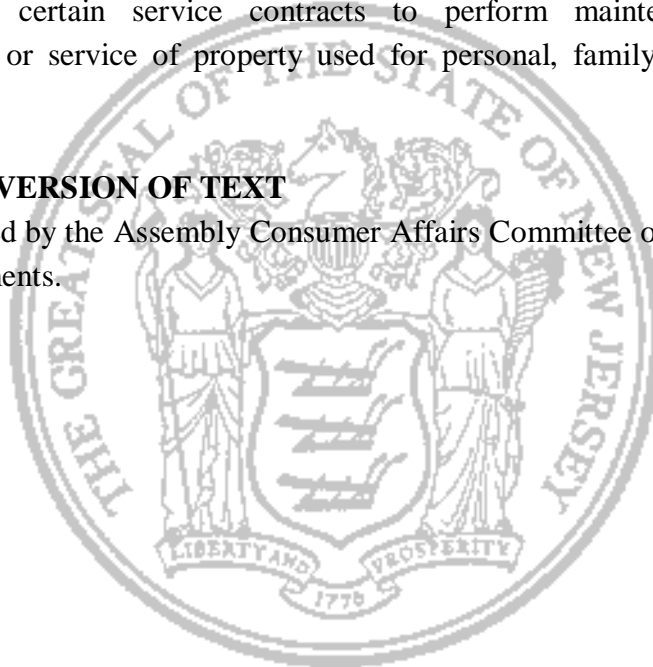 certain service contracts to perform mainte
or service of property used for personal, family
VERSION OF TEXT
d by the Assembly Consumer Affairs Committee o
nents.
THE GREAT SEAL OF THE STATE OF NEW JERSEY
LIBERTY AND PROSPERITY
1776